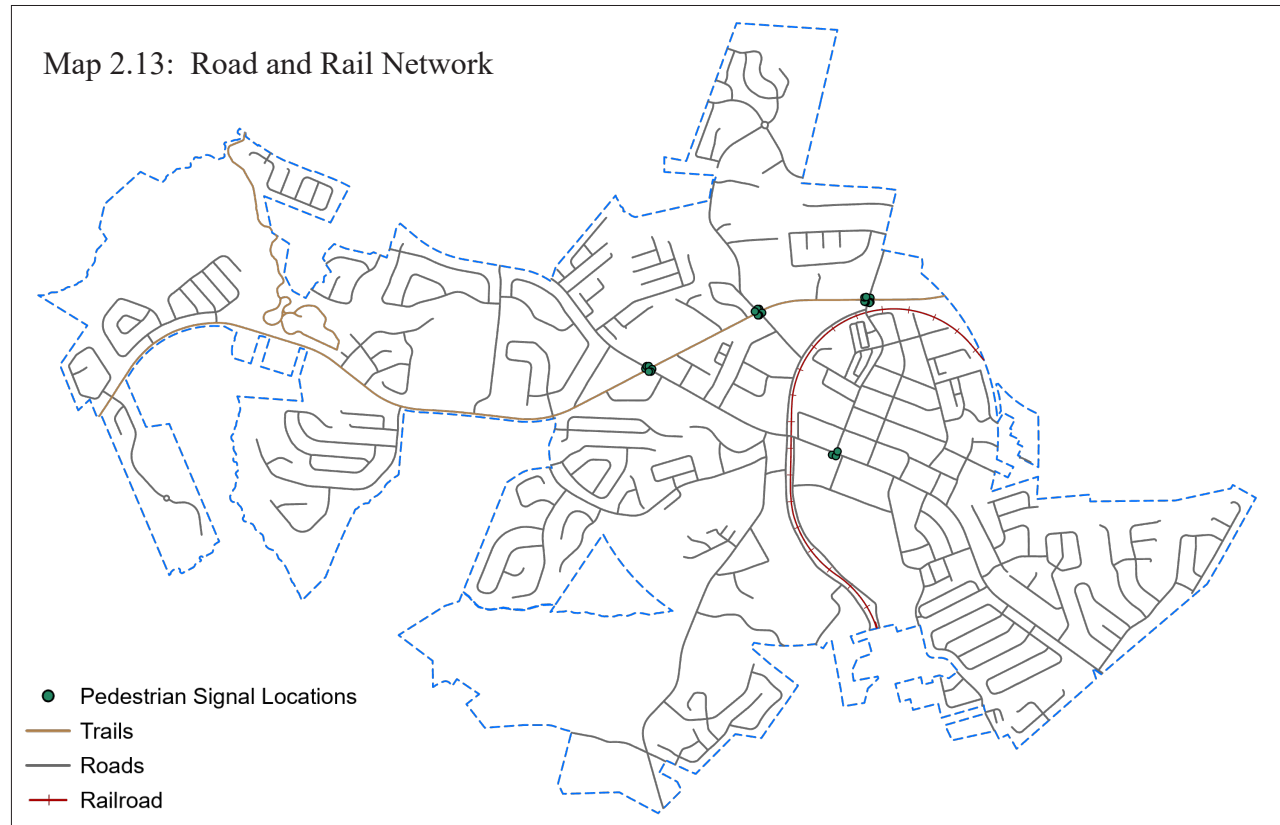 Map 2.13:  Road and Rail Network
Pedestrian Signal Locations
Trails
Roads
Railroad